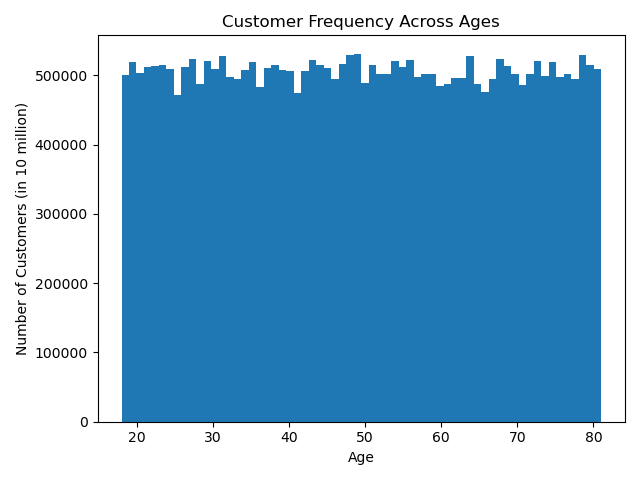 Customer Frequency Across Ages
Number of Customers (in 10 million)
500000
400000
300000
200000
100000
0
20 30 40 50 60 70 80
Age